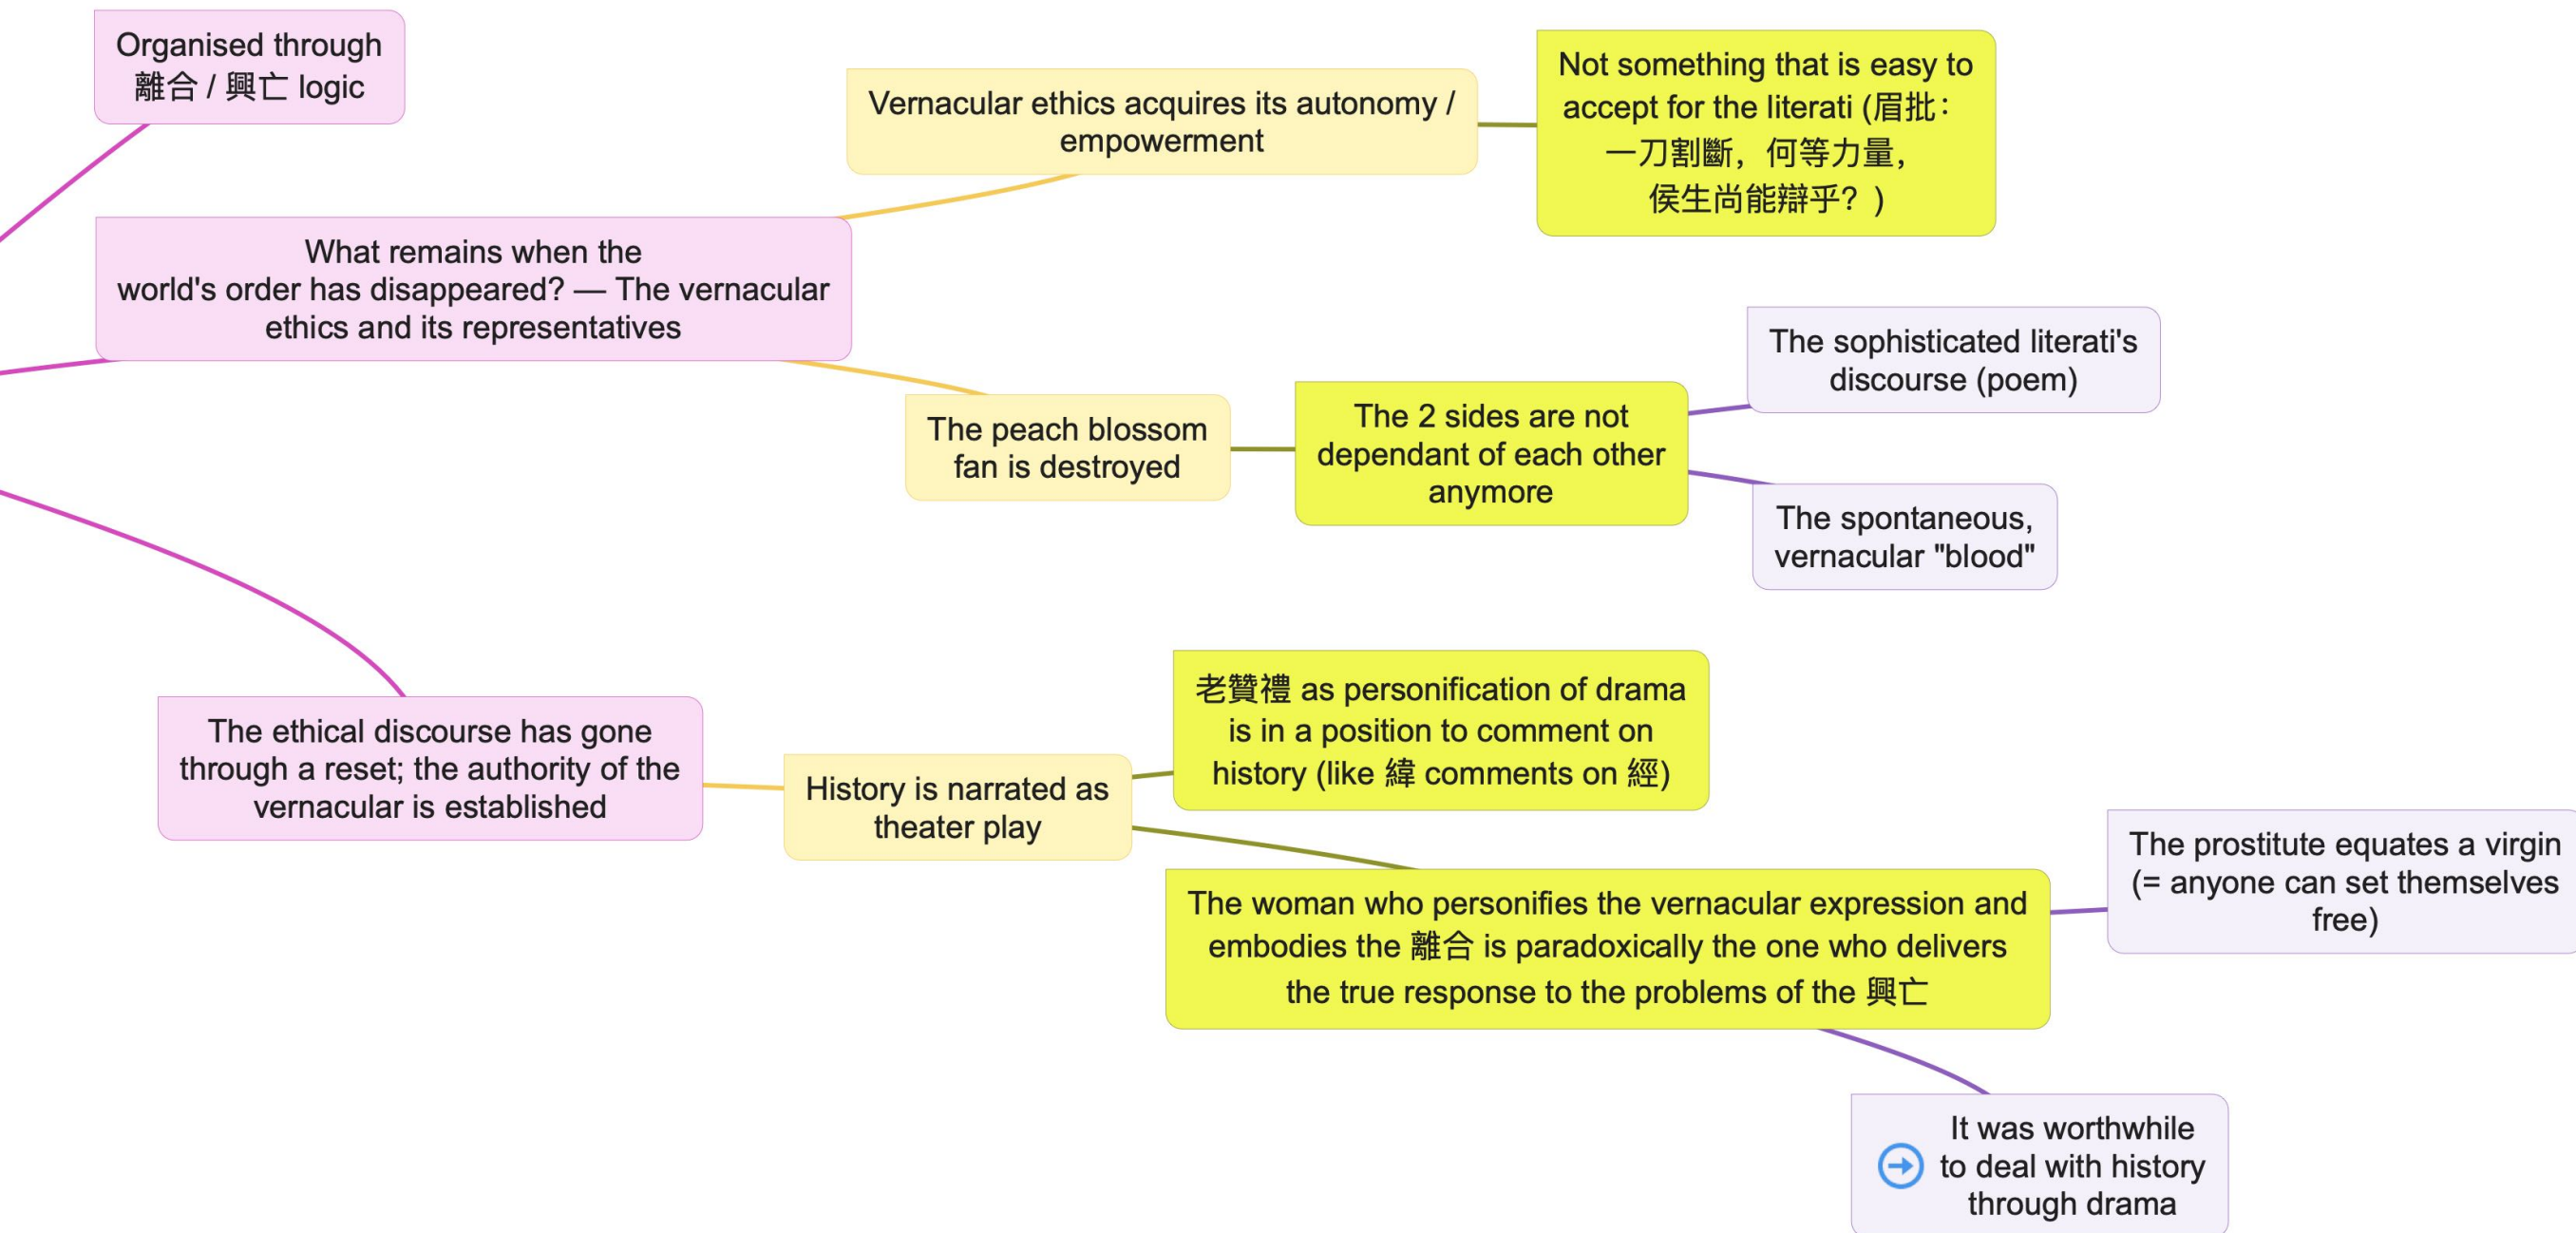 Organised through
離合 / 興亡 logic
What remains when the
world's order has disappeared? — The vernacular
ethics and its representatives
Vernacular ethics acquires its autonomy /
empowerment
Not something that is easy to
accept for the literati (眉批：
一刀割斷，何等力量，
侯生尚能辯乎？)
The peach blossom
fan is destroyed
The 2 sides are not
dependant of each other
anymore
The sophisticated literati's
discourse (poem)
The spontaneous,
vernacular "blood"
The ethical discourse has gone
through a reset; the authority of the
vernacular is established
History is narrated as
theater play
老贊禮 as personification of drama
is in a position to comment on
history (like 緯 comments on 經)
The woman who personifies the vernacular expression and
embodies the 離合 is paradoxically the one who delivers
the true response to the problems of the 興亡
The prostitute equates a virgin
(= anyone can set themselves
free)
It was worthwhile
to deal with history
through drama